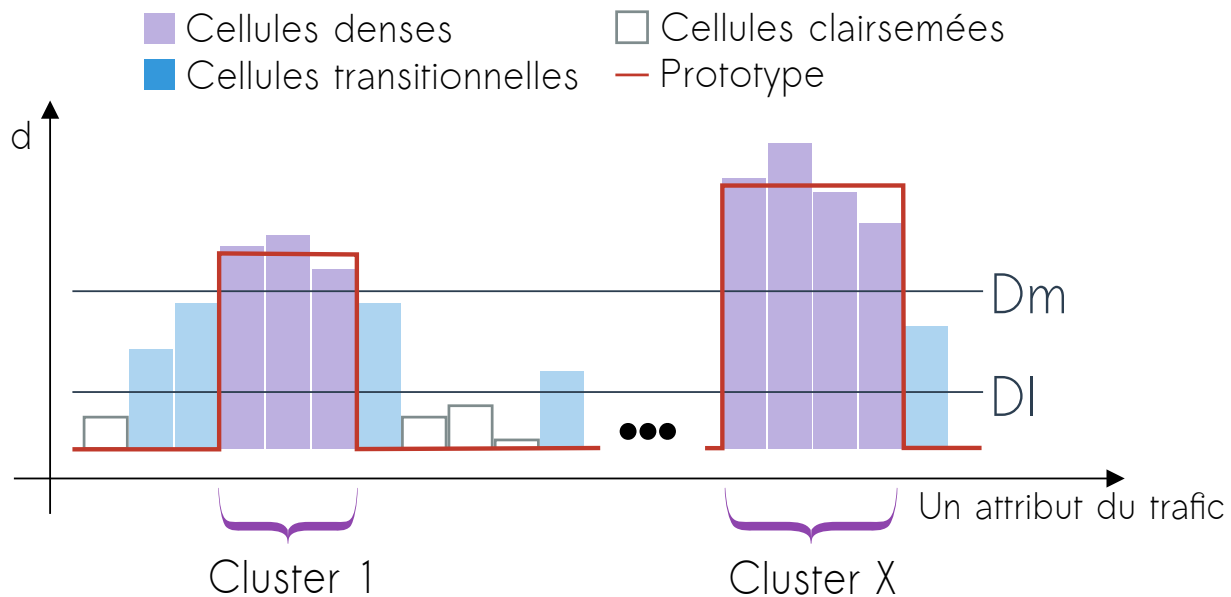 Cellules denses
Cellules clairsemées
Cellules transitionnelles
Prototype
d
Dm
Dl
Un attribut du trafic
Cluster 1
Cluster X